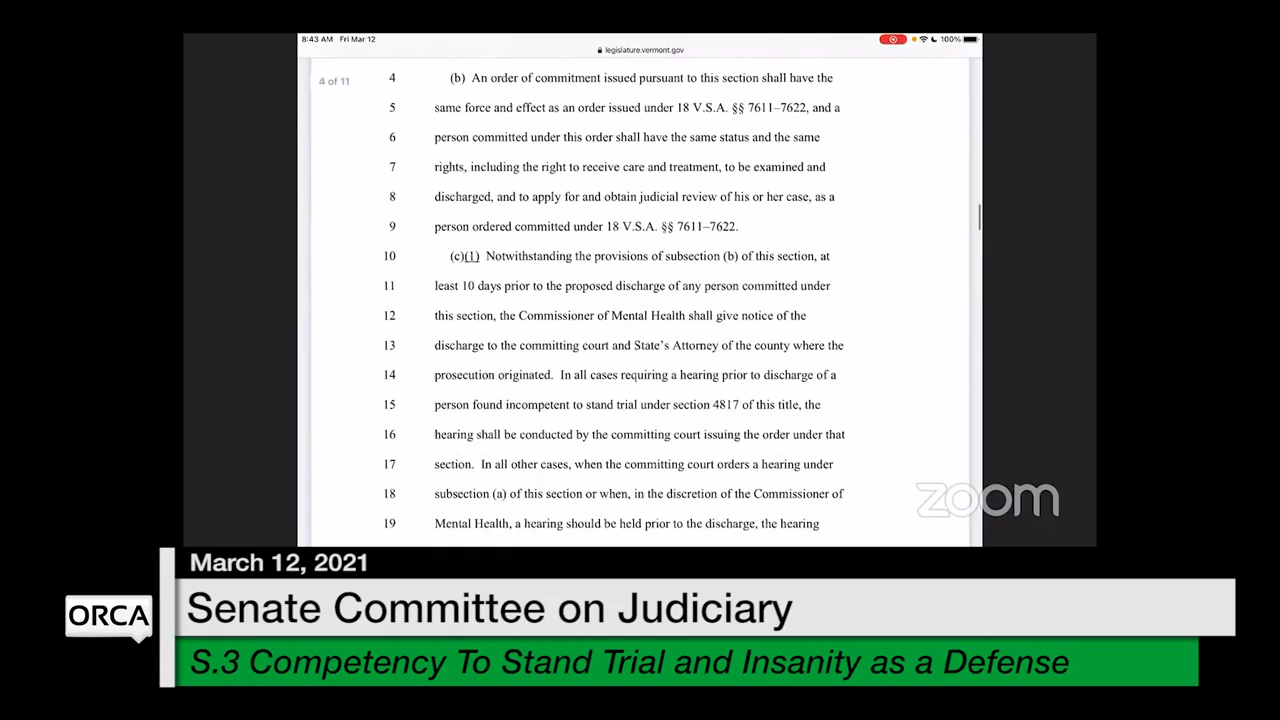 8:43 AM Fri Mar 12
100%
legislature.vermont.gov
4 of 11
4 (b) An order of commitment issued pursuant to this section shall have the
5 same force and effect as an order issued under 18 V.S.A. §§ 7611–7622, and a
6 person committed under this order shall have the same status and the same
7 rights, including the right to receive care and treatment, to be examined and
8 discharged, and to apply for and obtain judicial review of his or her case, as a
9 person ordered committed under 18 V.S.A. §§ 7611–7622.
10 (c)(1) Notwithstanding the provisions of subsection (b) of this section, at
11 least 10 days prior to the proposed discharge of any person committed under
12 this section, the Commissioner of Mental Health shall give notice of the
13 discharge to the committing court and State’s Attorney of the county where the
14 prosecution originated. In all cases requiring a hearing prior to discharge of a
15 person found incompetent to stand trial under section 4817 of this title, the
16 hearing shall be conducted by the committing court issuing the order under that
17 section. In all other cases, when the committing court orders a hearing under
18 subsection (a) of this section or when, in the discretion of the Commissioner of
19 Mental Health, a hearing should be held prior to the discharge, the hearing
zoom
March 12, 2021
ORCA
Senate Committee on Judiciary
S.3 Competency To Stand Trial and Insanity as a Defense